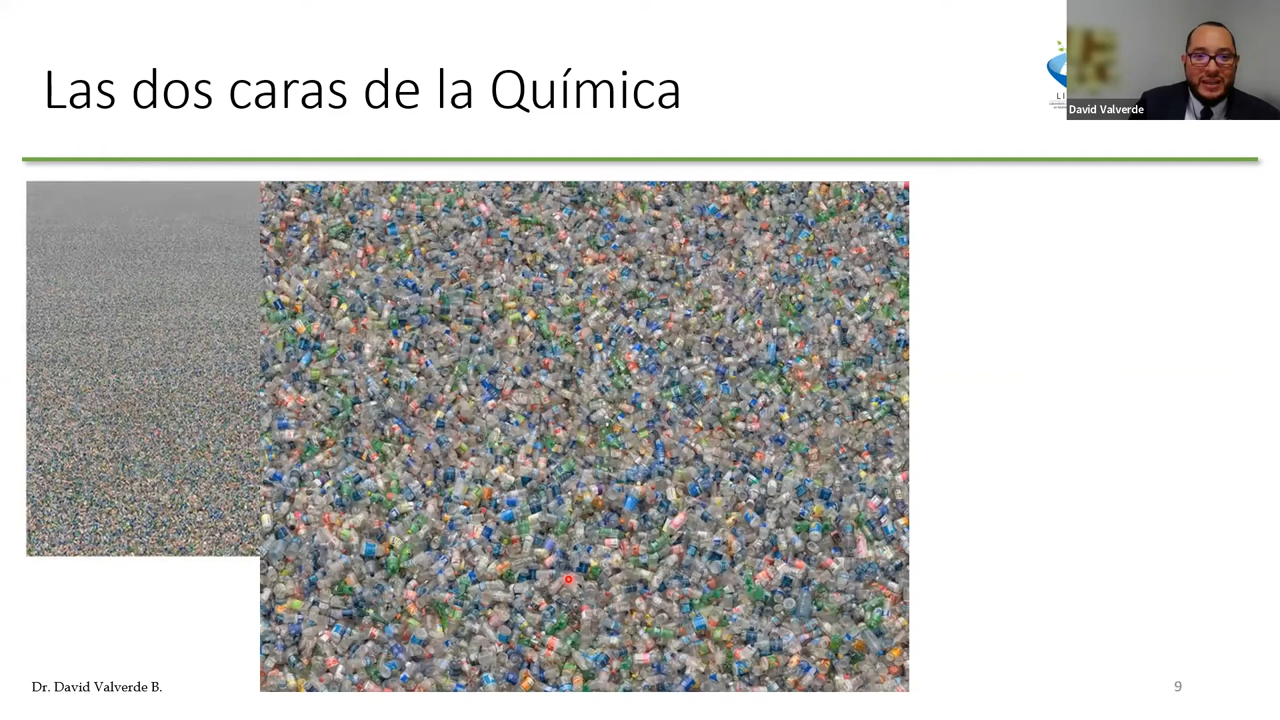 Las dos caras de la Química
David Valverde
Dr. David Valverde B.
9